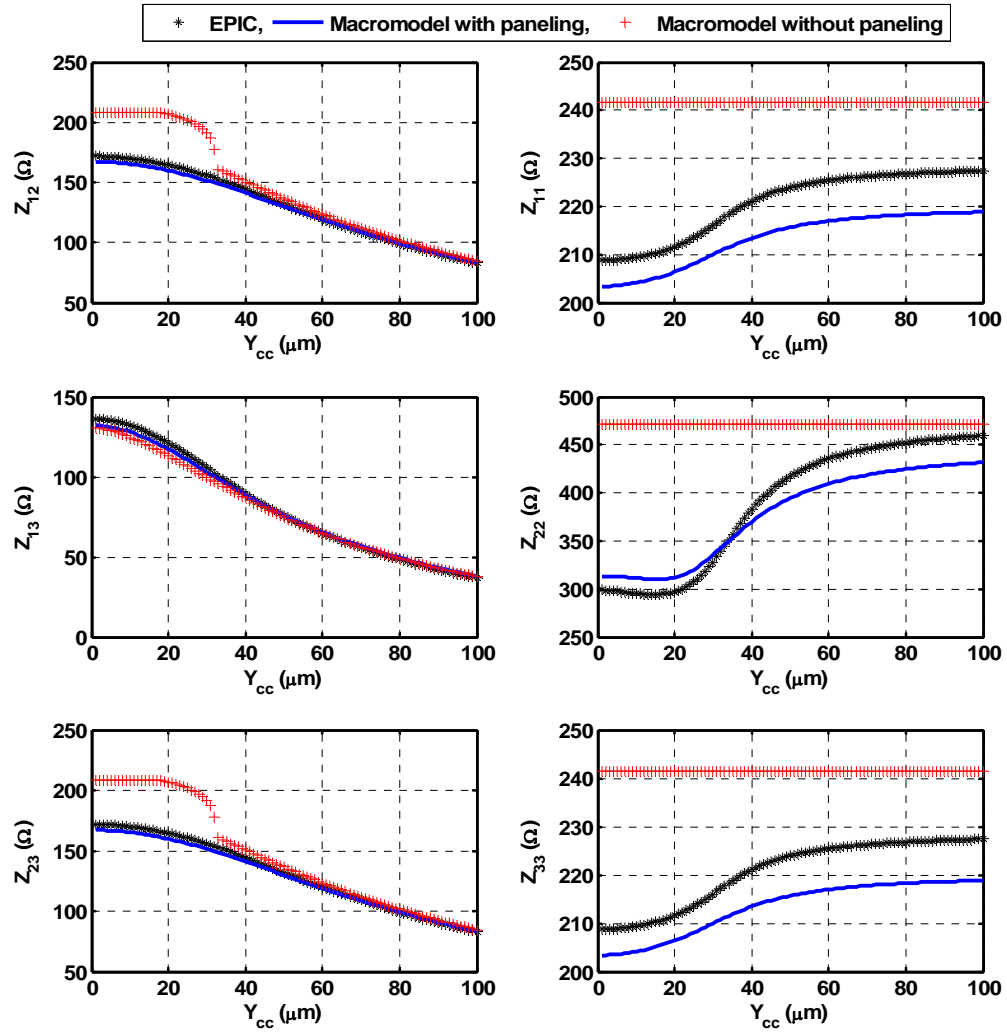 EPIC, Macromodel with paneling, Macromodel without paneling
250
200
150
100
50
Z12 (Ω)
0 20 40 60 80 100
Ycc (μm)
250
240
230
220
210
200
Z11 (Ω)
0 20 40 60 80 100
Ycc (μm)
150
100
50
0
Z13 (Ω)
0 20 40 60 80 100
Ycc (μm)
500
450
400
350
300
250
Z22 (Ω)
0 20 40 60 80 100
Ycc (μm)
250
200
150
100
50
Z23 (Ω)
0 20 40 60 80 100
Ycc (μm)
250
240
230
220
210
200
Z33 (Ω)
0 20 40 60 80 100
Ycc (μm)